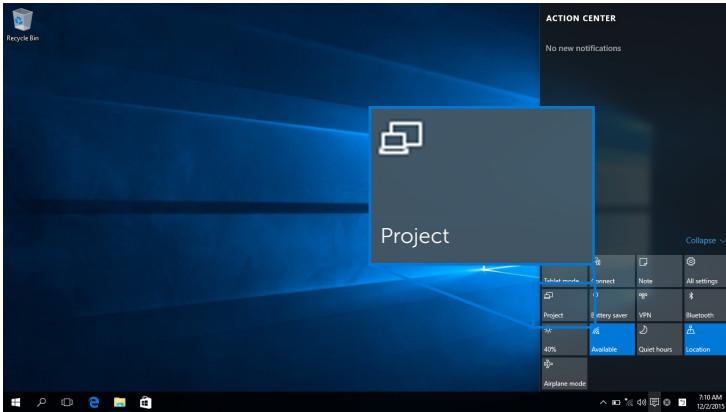 Recycle Bin
ACTION CENTER
No new notifications
Project
Collapse
Tablet mode
Connect
Note
All settings
Project
Battery saver
VPN
Bluetooth
40%
Available
Quiet hours
Location
Airplane mode
7:10 AM
12/2/2015